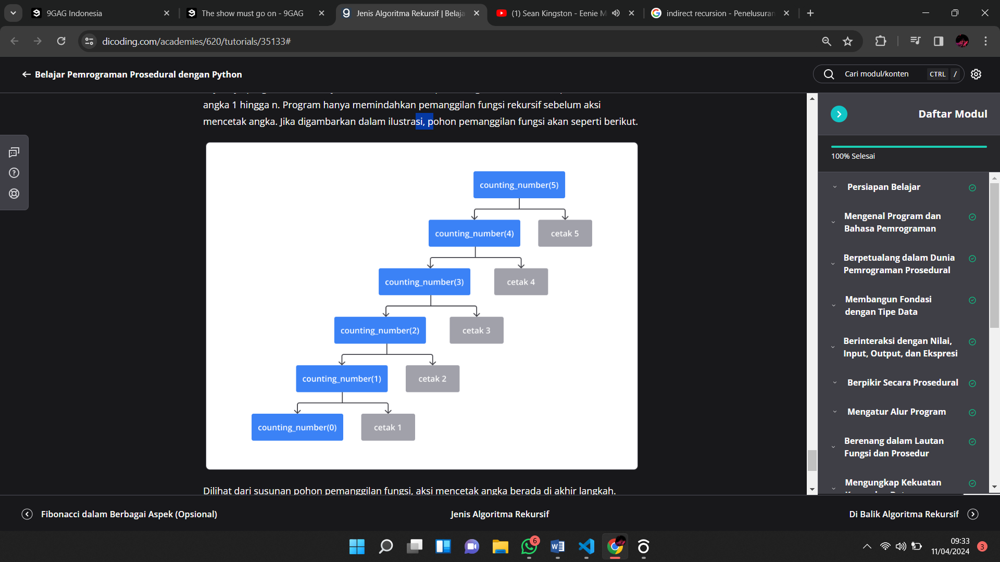 9GAG Indonesia
The show must go on - 9GAG
Jenis Algoritma Rekursif | Belaja
(1) Sean Kingston - Eenie M
indirect recursion - Penelusuran
dicoding.com/academies/620/tutorials/35133#
Belajar Pemrograman Prosedural dengan Python
Cari modul/konten
CTRL /
angka 1 hingga n. Program hanya memindahkan pemanggilan fungsi rekursif sebelum aksi
mencetak angka. Jika digambarkan dalam ilustrasi, pohon pemanggilan fungsi akan seperti berikut.
counting_number(5)
counting_number(4)
cetak 5
counting_number(3)
cetak 4
counting_number(2)
cetak 3
counting_number(1)
cetak 2
counting_number(0)
cetak 1
Dilihat dari susunan pohon pemanggilan fungsi, aksi mencetak angka berada di akhir langkah.
Daftar Modul
100% Selesai
Persiapan Belajar
Mengenal Program dan
Bahasa Pemrograman
Berpetualang dalam Dunia
Pemrograman Prosedural
Membangun Fondasi
dengan Tipe Data
Berinteraksi dengan Nilai,
Input, Output, dan Ekspresi
Berpikir Secara Prosedural
Mengatur Alur Program
Berenang dalam Lautan
Fungsi dan Prosedur
Mengungkap Kekuatan
Fibonacci dalam Berbagai Aspek (Opsional)
Jenis Algoritma Rekursif
Di Balik Algoritma Rekursif
6
09:33
11/04/2024
3